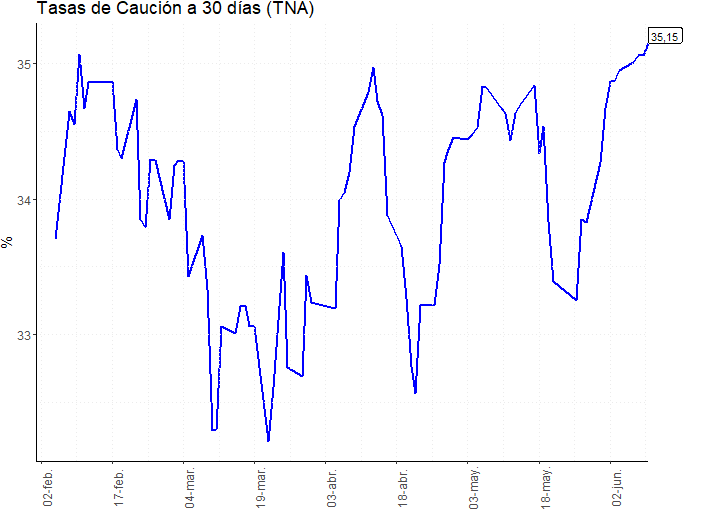 Tasas de Caución a 30 días (TNA)
35,15
35
34
33
%
02-feb.
17-feb.
04-mar.
19-mar.
03-abr.
18-abr.
03-may.
18-may.
02-jun.